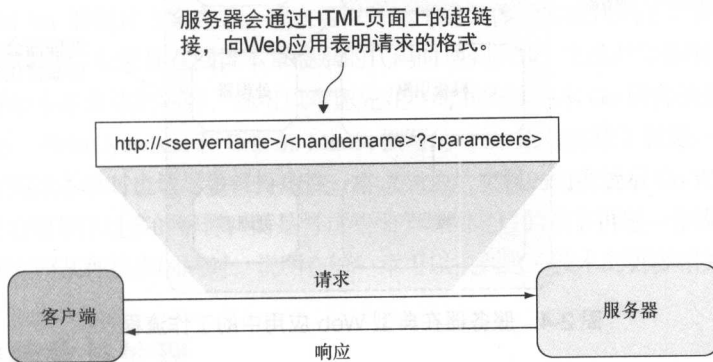 服务器会通过HTML页面上的超链
接，向Web应用表明请求的格式。
http://<servername>/<handlername>?<parameters>
请求
客户端
服务器
响应